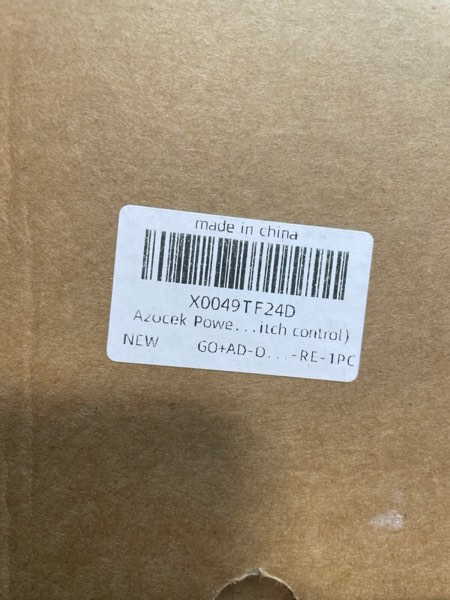 made in china
X0049TF24D
Azocek Powe...itch control)
NEW GO+AD-O...-RE-1PC